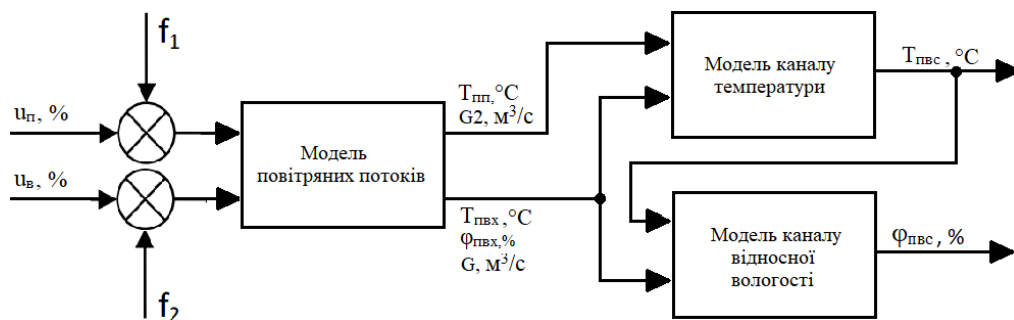 f1
uп, %
uв, %
f2
Модель
повітряних потоків
Tпп,°C
G2, м³/с
Tпвх ,°C
φпвх,%
G, м³/с
Модель каналу
температури
Tпвс , °C
Модель каналу
відносної
вологості
φпвс , %